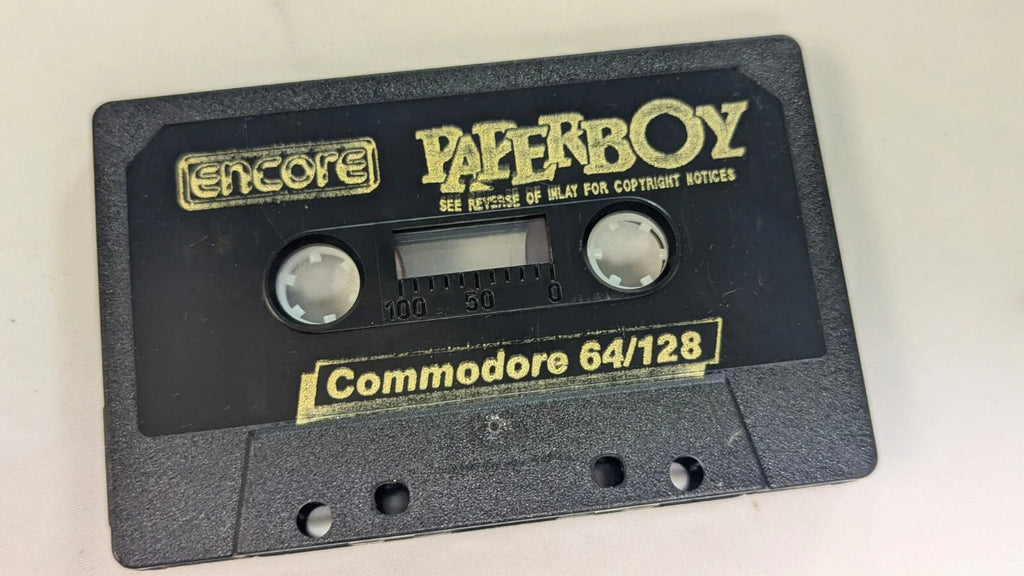 encore
PAPERBOY
SEE REVERSE OF INLAY FOR COPYRIGHT NOTICES
100 50 0
Commodore 64/128